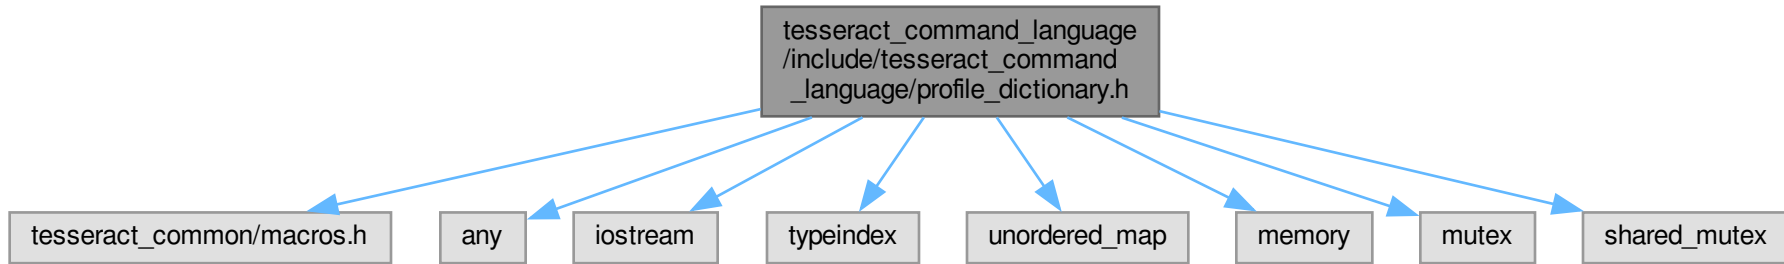 tesseract_command_language
/include/tesseract_command
_language/profile_dictionary.h
tesseract_common/macros.h
any
iostream
typeindex
unordered_map
memory
mutex
shared_mutex